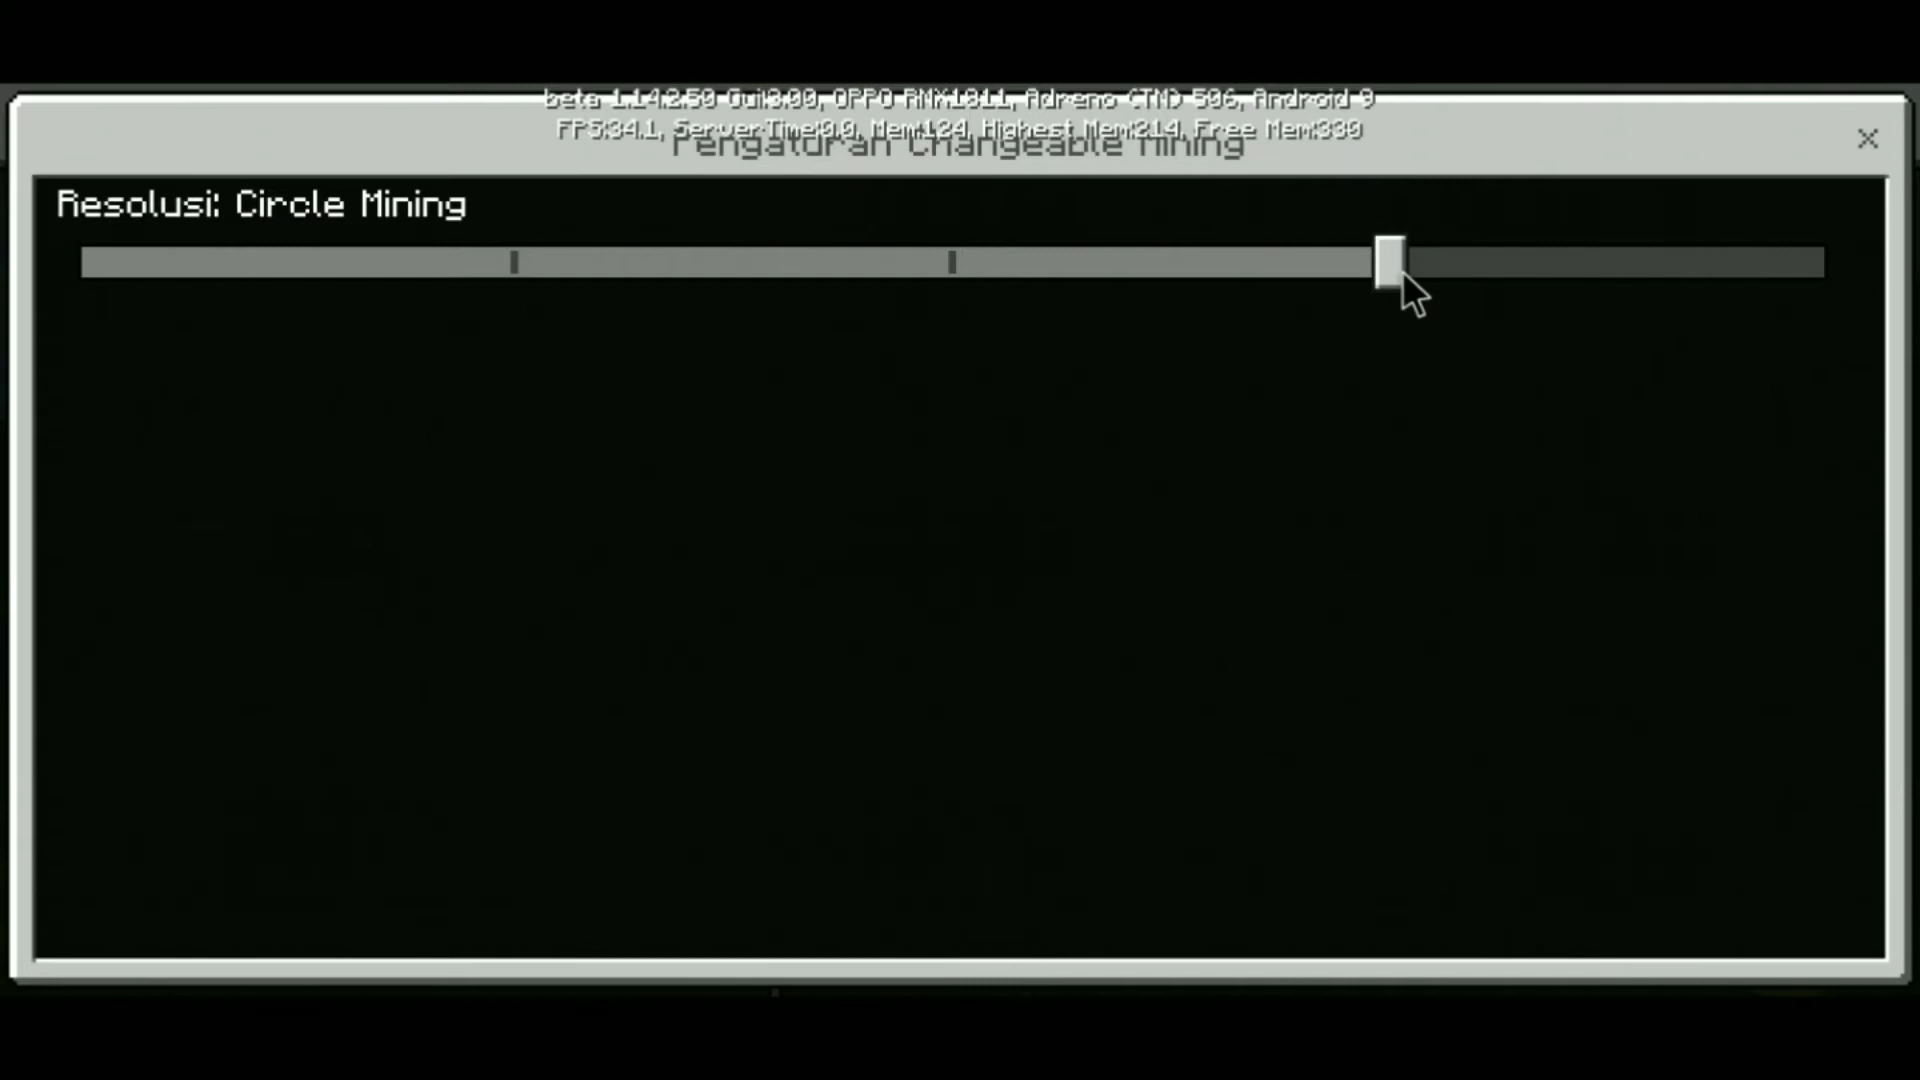 beta 1.14.2.50 Gui:3.00, OPPO RMX1811, Adreno (TM) 506, Android 9
FPS:34.1, ServerTime:0.0, Mem:124, Highest Mem:214, Free Mem:330
Pengaturan Changeable mining
Resolusi: Circle Mining